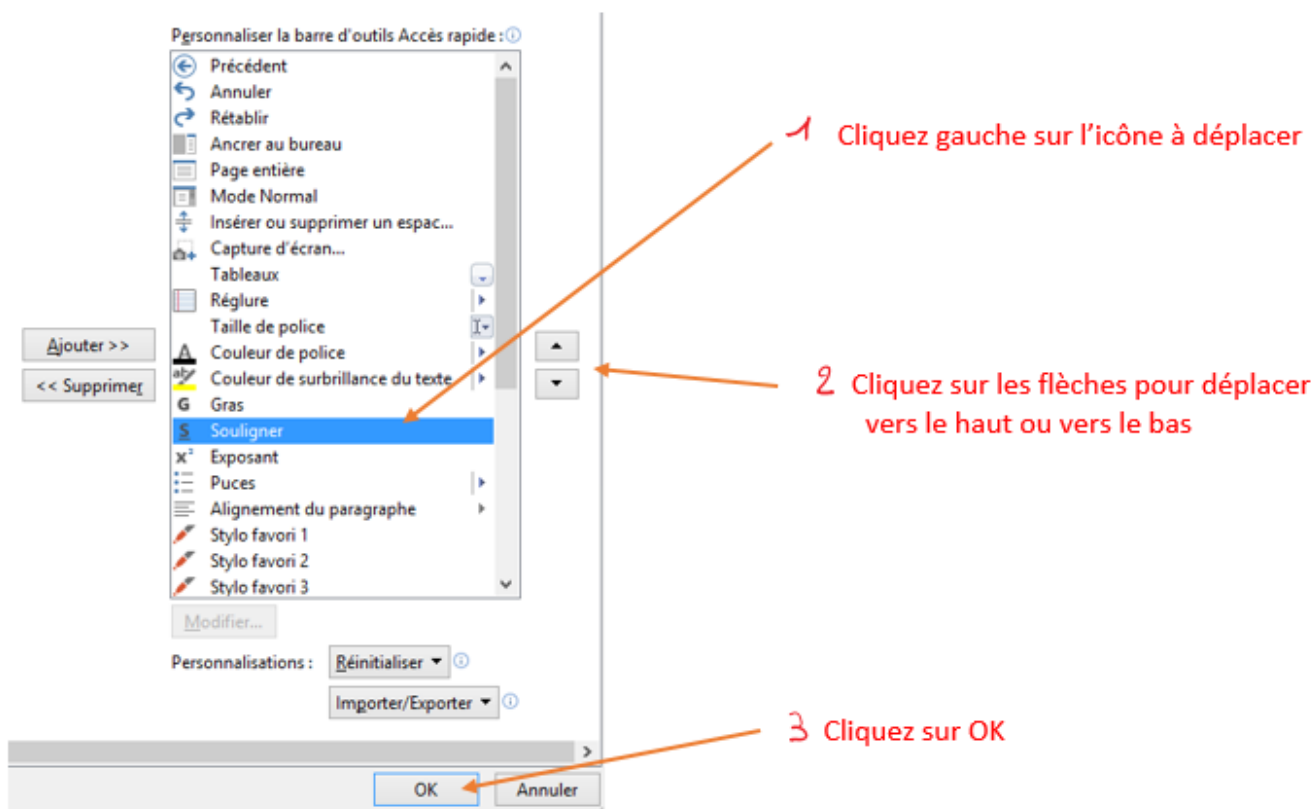 Personnaliser la barre d'outils Accès rapide :
Précédent
Annuler
Rétablir
Ancrer au bureau
Page entière
Mode Normal
Insérer ou supprimer un espac...
Capture d'écran...
Tableaux
Réglure
Taille de police
Couleur de police
Couleur de surbrillance du texte
G Gras
S Souligner
x² Exposant
Puces
Alignement du paragraphe
Stylo favori 1
Stylo favori 2
Stylo favori 3
Ajouter >>
<< Supprimer
Modifier...
Personnalisations : Réinitialiser
Importer/Exporter
OK Annuler
1 Cliquez gauche sur l'icône à déplacer
2 Cliquez sur les flèches pour déplacer
vers le haut ou vers le bas
3 Cliquez sur OK